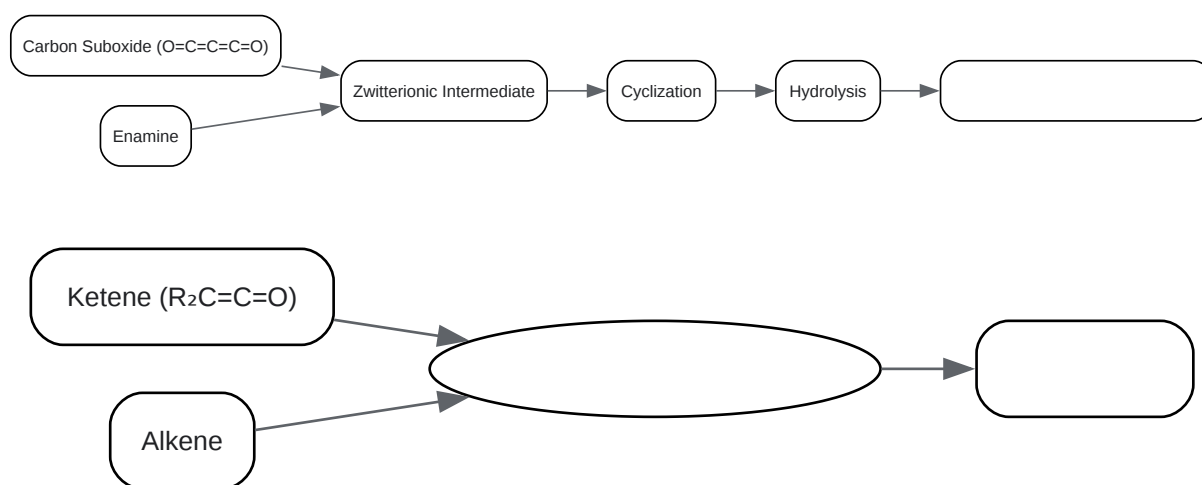 Carbon Suboxide (O=C=C=C=O)
Enamine
Zwitterionic Intermediate
Cyclization
Hydrolysis
Ketene (R₂C=C=O)
Alkene